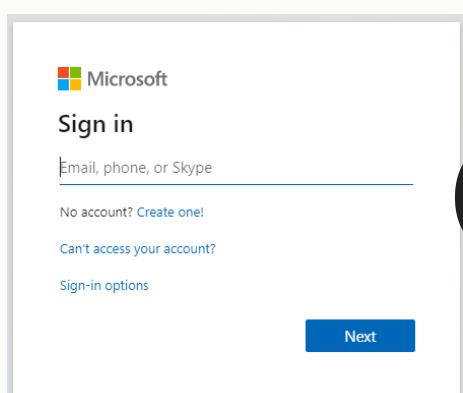 Microsoft
Sign in
Email, phone, or Skype
No account? Create one!
Can't access your account?
Sign-in options
Next